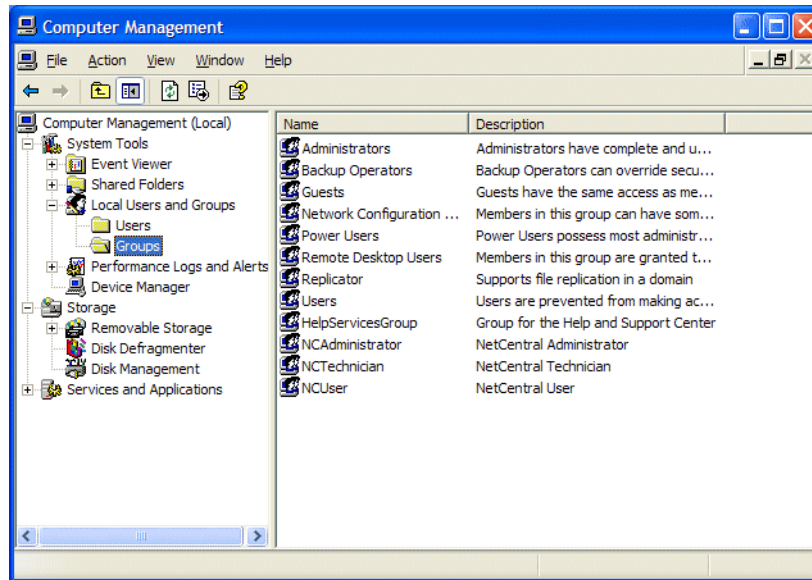 Computer Management
File Action View Window Help
Computer Management (Local)
System Tools
Event Viewer
Shared Folders
Local Users and Groups
Users
Groups
Performance Logs and Alerts
Device Manager
Storage
Removable Storage
Disk Defragmenter
Disk Management
Services and Applications
Name Description
Administrators Administrators have complete and u...
Backup Operators Backup Operators can override secu...
Guests Guests have the same access as me...
Network Configuration ... Members in this group can have som...
Power Users Power Users possess most administr...
Remote Desktop Users Members in this group are granted t...
Replicator Supports file replication in a domain
Users Users are prevented from making ac...
HelpServicesGroup Group for the Help and Support Center
NCAdministrator NetCentral Administrator
NCTechnician NetCentral Technician
NCUser NetCentral User